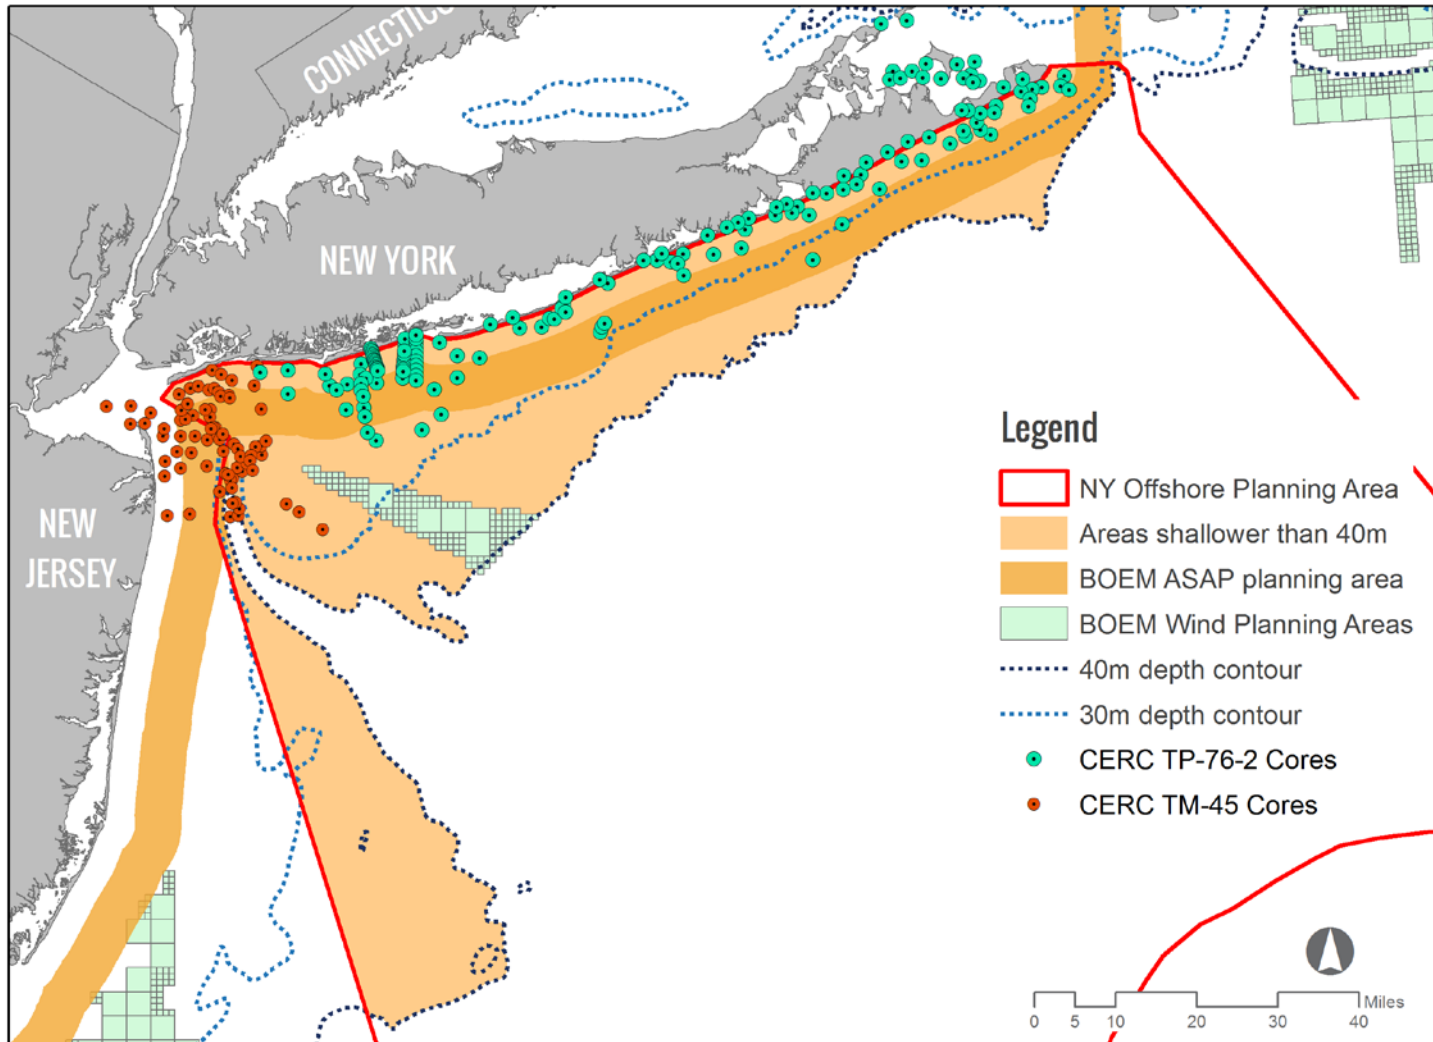 CONNECTICUT
NEW YORK
NEW
JERSEY
Legend
NY Offshore Planning Area
Areas shallower than 40m
BOEM ASAP planning area
BOEM Wind Planning Areas
40m depth contour
30m depth contour
CERC TP-76-2 Cores
CERC TM-45 Cores
Miles
0 5 10 20 30 40